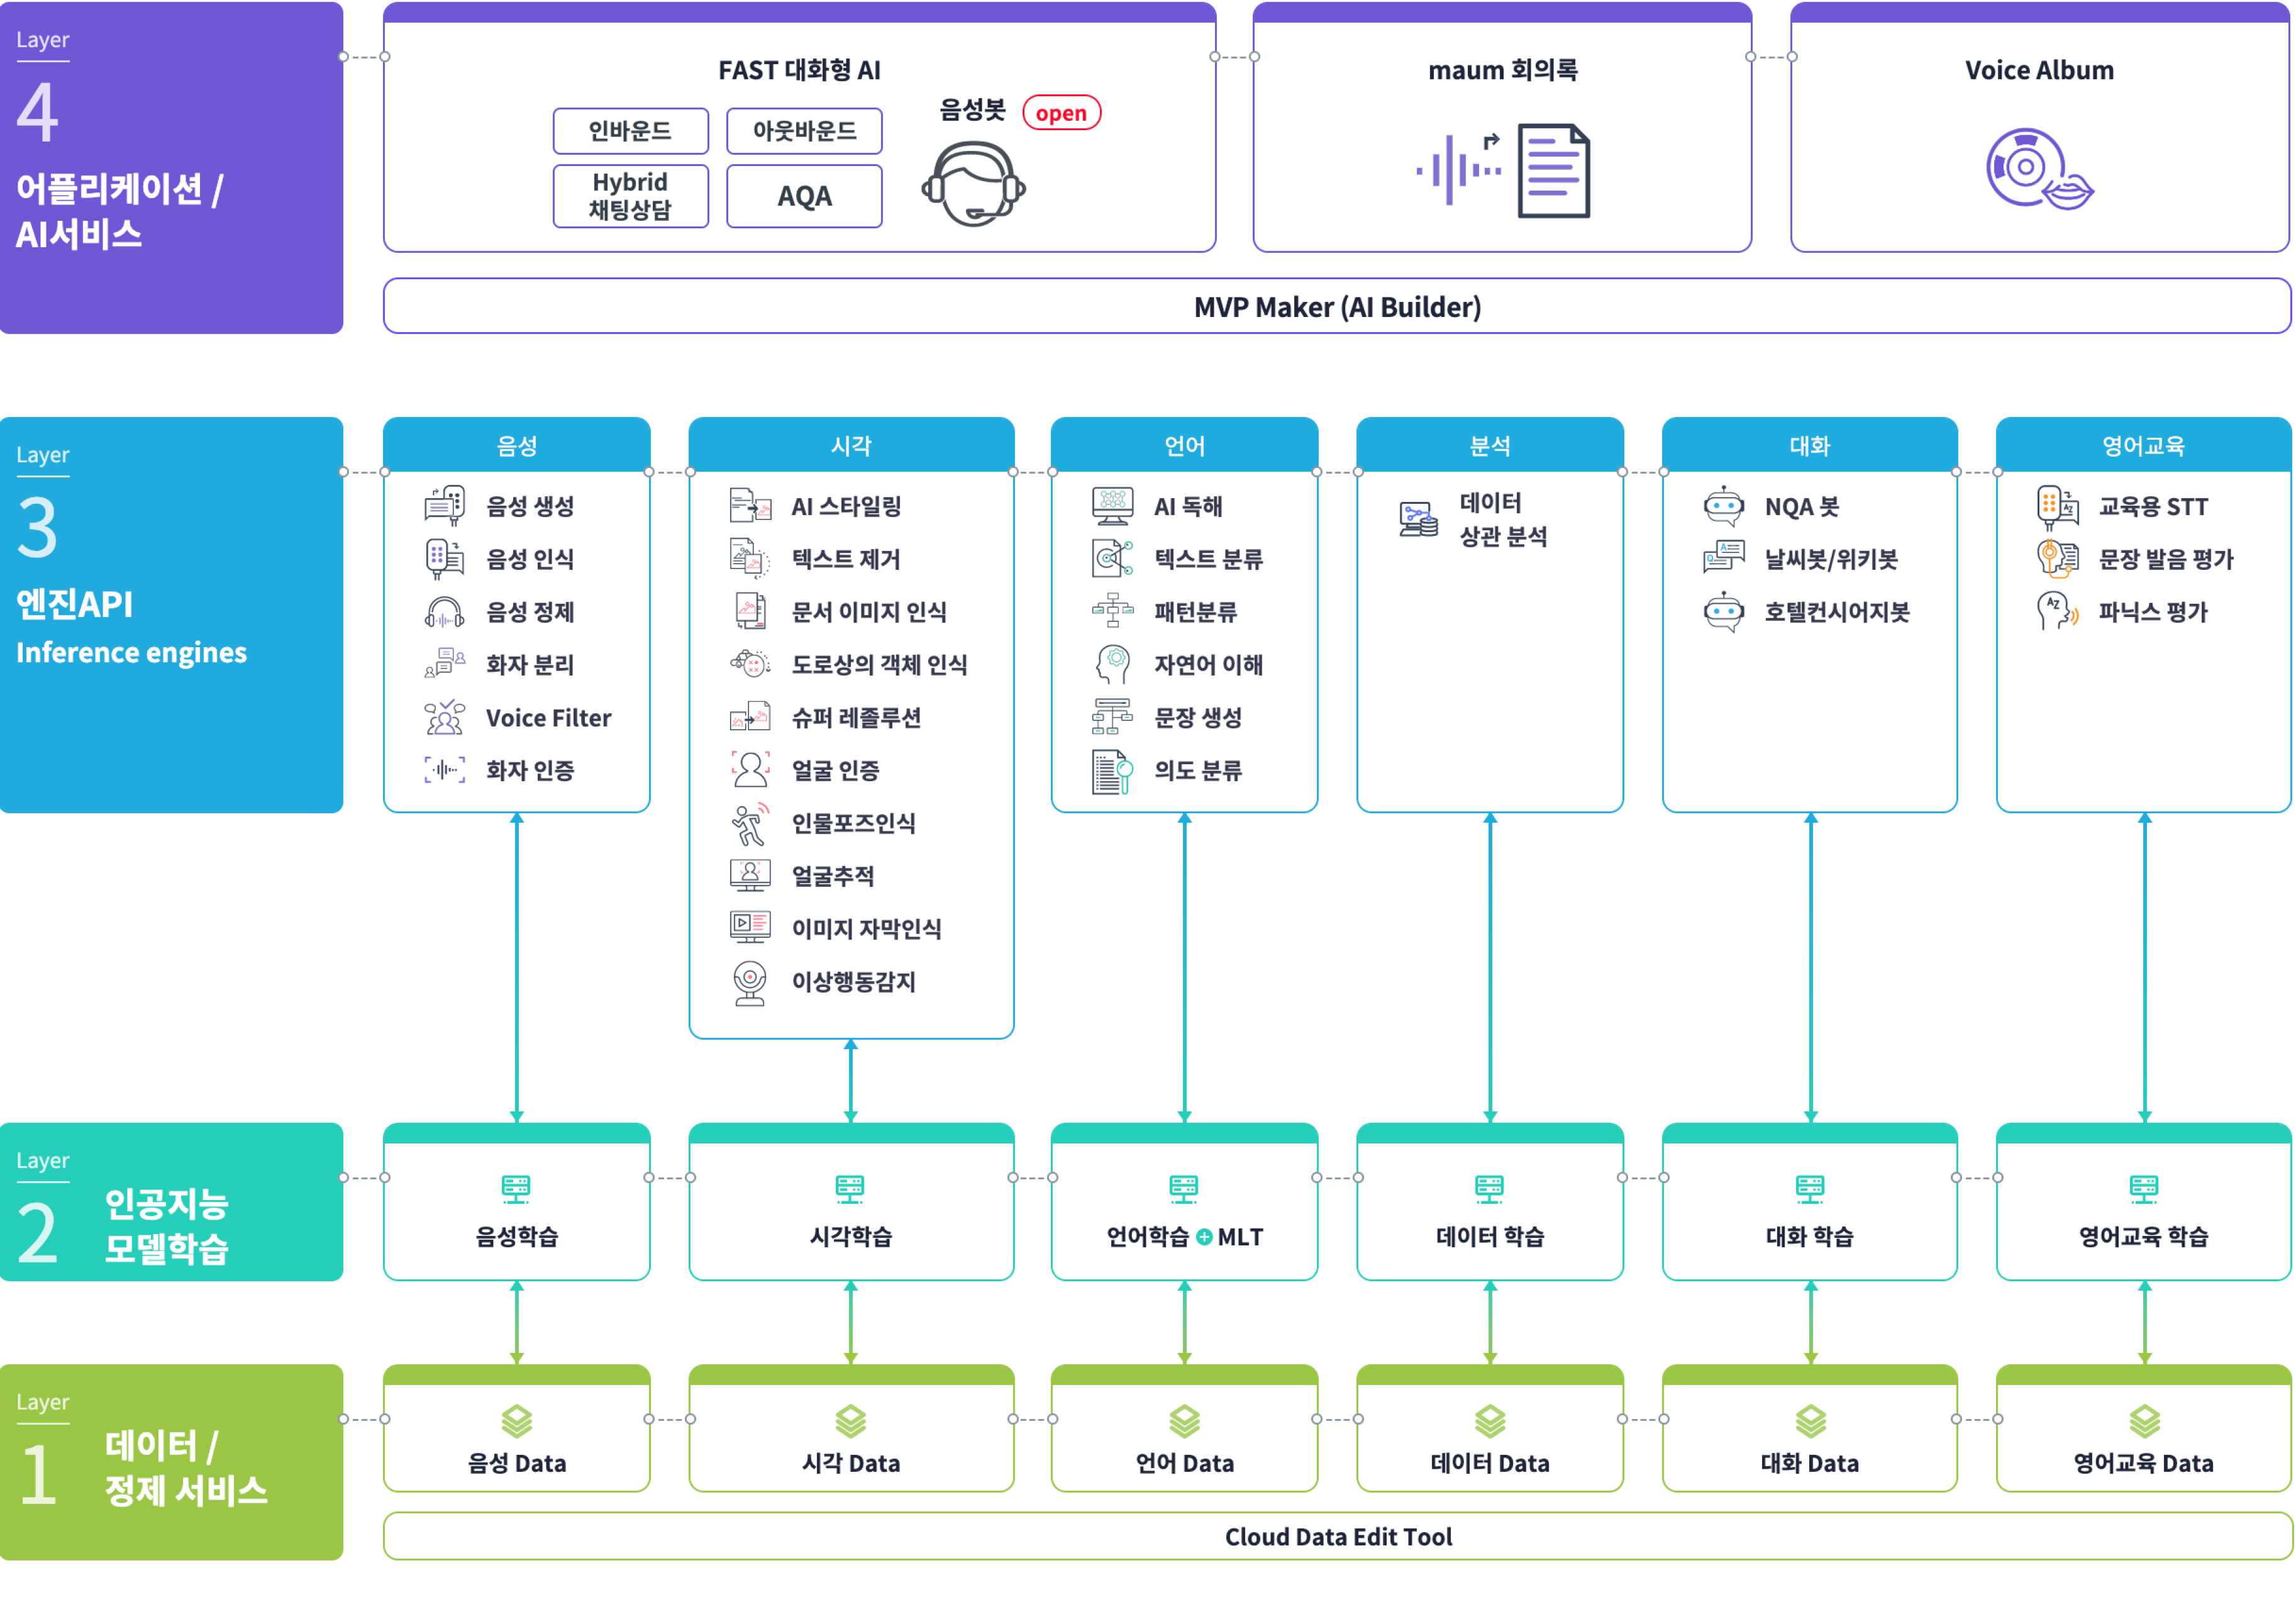 Layer
4
어플리케이션 /
AI서비스
FAST 대화형 AI
인바운드
아웃바운드
Hybrid
채팅상담
AQA
음성봇
open
maum 회의록
Voice Album
MVP Maker (AI Builder)
Layer
3
엔진API
Inference engines
음성
음성 생성
음성 인식
음성 정제
화자 분리
Voice Filter
화자 인증
시각
AI 스타일링
텍스트 제거
문서 이미지 인식
도로상의 객체 인식
슈퍼 레졸루션
얼굴 인증
인물포즈인식
얼굴추적
이미지 자막인식
이상행동감지
언어
AI 독해
텍스트 분류
패턴분류
자연어 이해
문장 생성
의도 분류
분석
데이터
상관 분석
대화
NQA 봇
날씨봇/위키봇
호텔컨시어지봇
영어교육
교육용 STT
문장 발음 평가
파닉스 평가
Layer
2
인공지능
모델학습
음성학습
시각학습
언어학습 + MLT
데이터 학습
대화 학습
영어교육 학습
Layer
1
데이터 /
정제 서비스
음성 Data
시각 Data
언어 Data
데이터 Data
대화 Data
영어교육 Data
Cloud Data Edit Tool